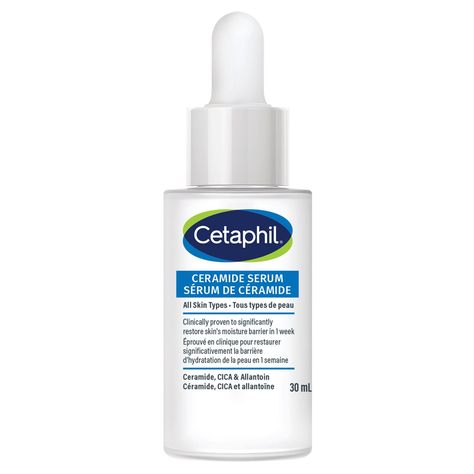 Cetaphil®
CERAMIDE SERUM
SÉRUM DE CÉRAMIDE
All Skin Types • Tous types de peau
Clinically proven to significantly
restore skin's moisture barrier in 1 week
Éprouvé en clinique pour restaurer
significativement la barrière
d'hydratation de la peau en 1 semaine
Ceramide, CICA & Allantoin
Céramide, CICA et allantoïne
30 mL